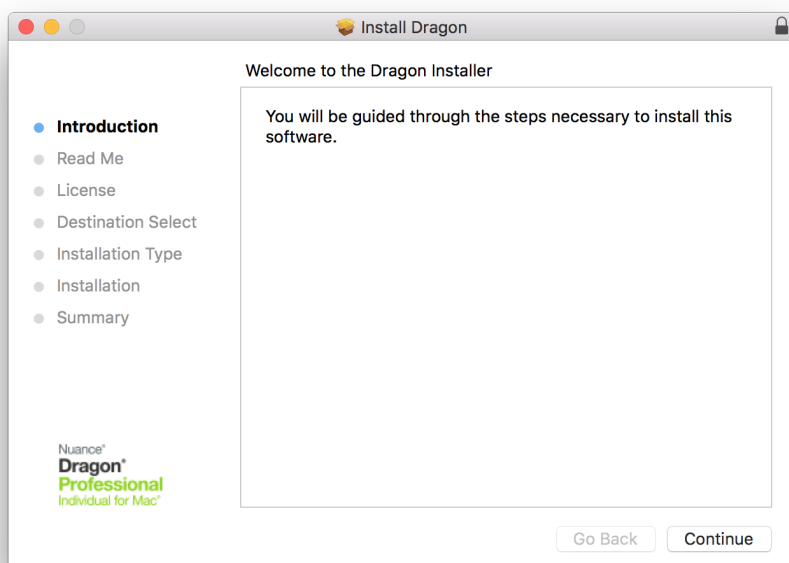 Install Dragon
Welcome to the Dragon Installer
Introduction
Read Me
License
Destination Select
Installation Type
Installation
Summary
You will be guided through the steps necessary to install this
software.
Nuance®
Dragon®
Professional
Individual for Mac®
Go Back
Continue